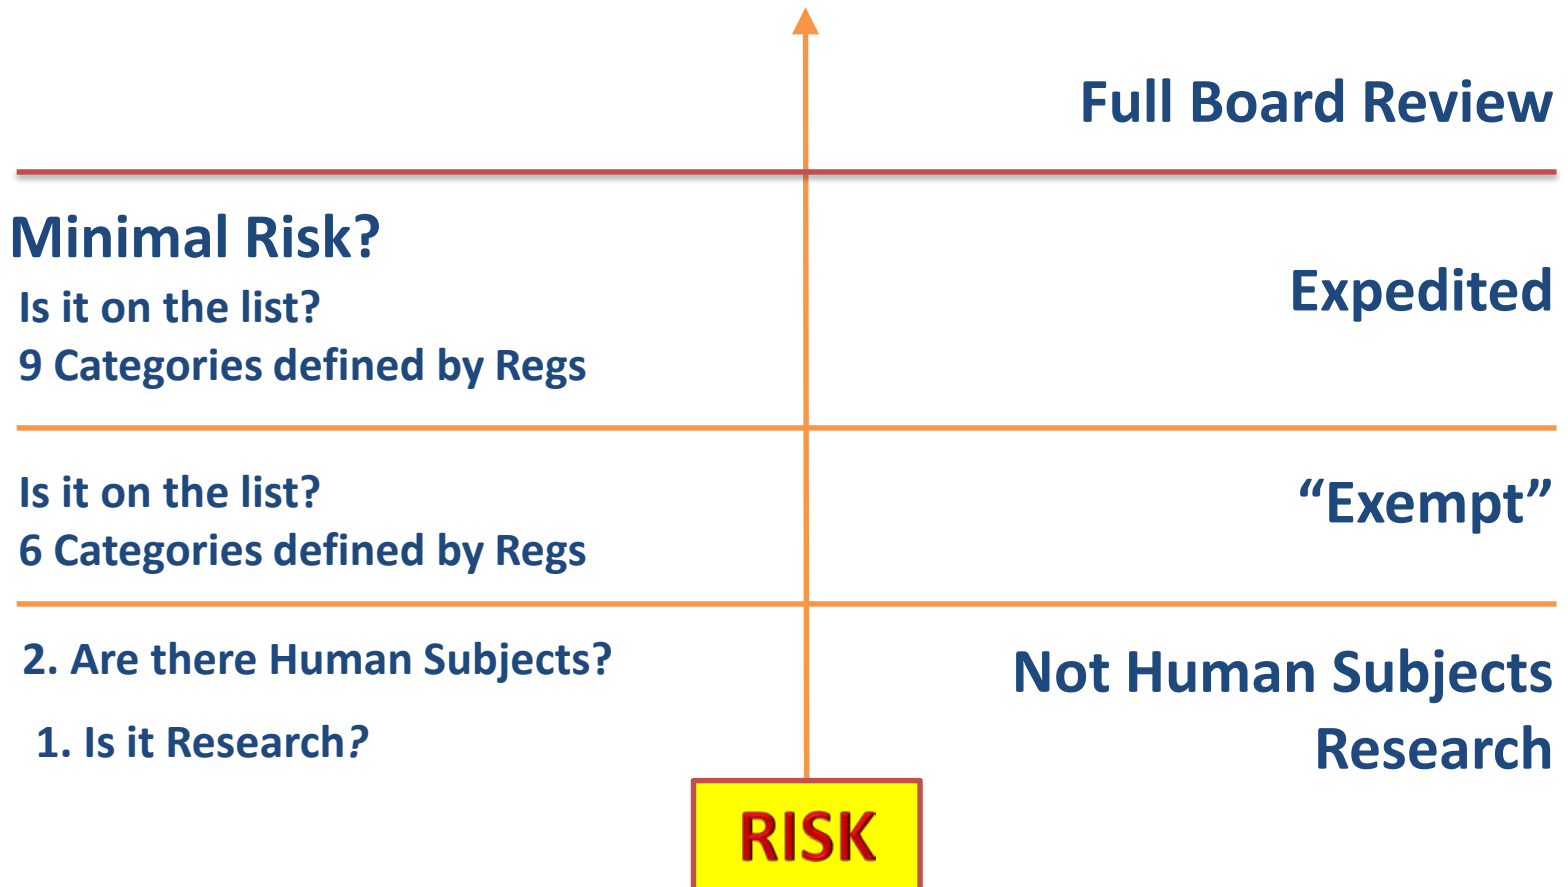 Full Board Review
Minimal Risk?
Is it on the list?
9 Categories defined by Regs
Expedited
Is it on the list?
6 Categories defined by Regs
“Exempt”
2. Are there Human Subjects?
1. Is it Research?
Not Human Subjects
Research
RISK